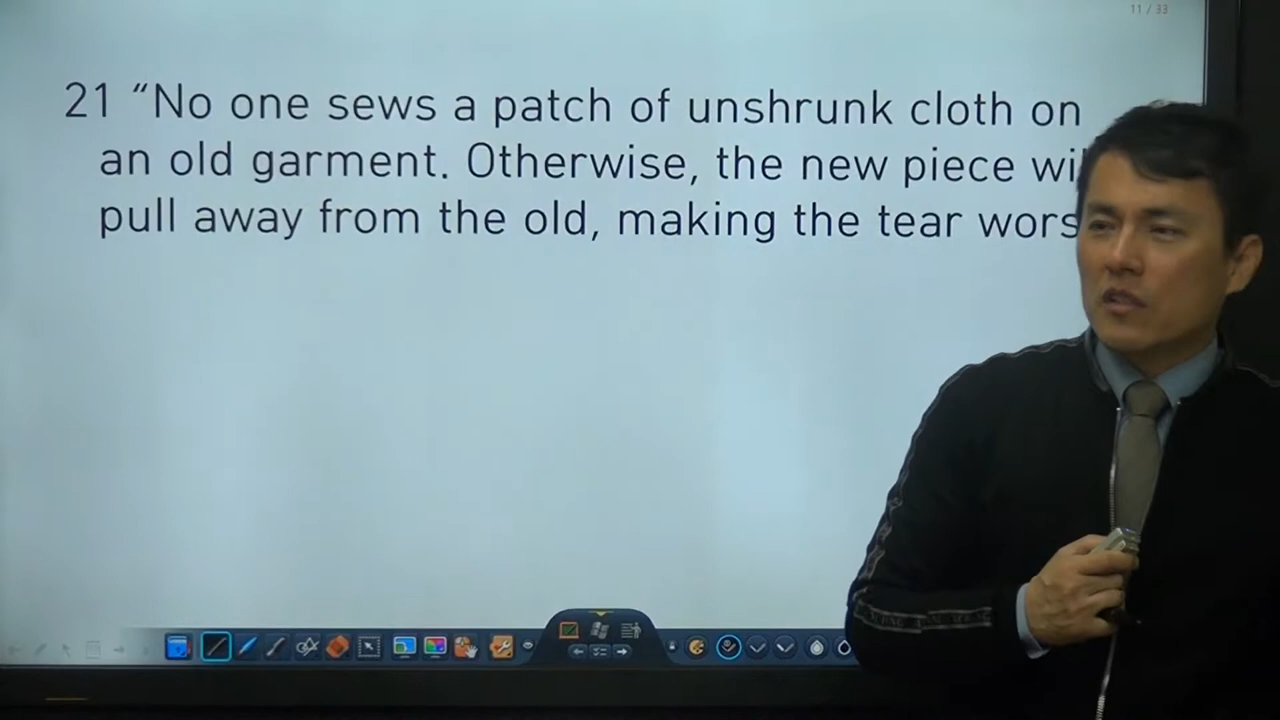 11 / 33
21 “No one sews a patch of unshrunk cloth on
an old garment. Otherwise, the new piece
pull away from the old, making the tear